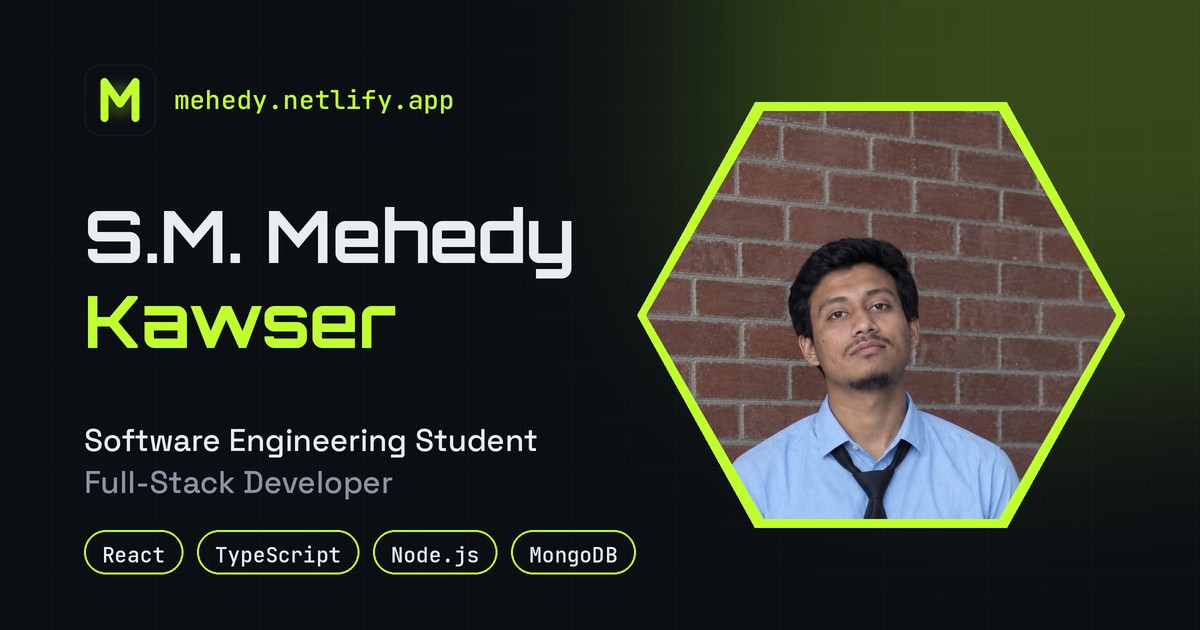 M mehedy.netlify.app
S.M. Mehedy
Kawser
Software Engineering Student
Full-Stack Developer
React TypeScript Node.js MongoDB